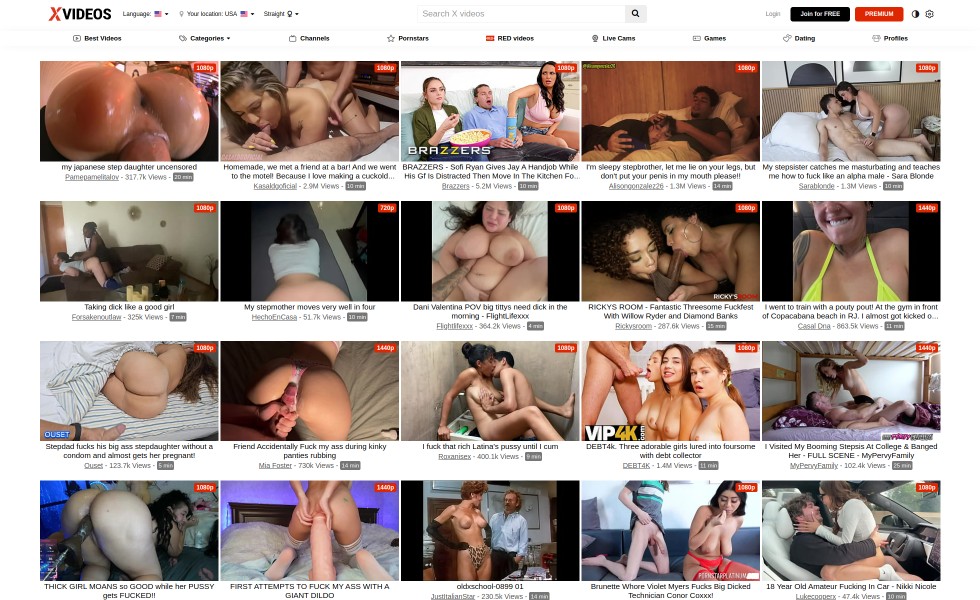 XVIDEOS
Language:
Your location: USA
Straight
Search X videos
Login
Join for FREE
PREMIUM
Best Videos
Categories
Channels
Pornstars
RED videos
Live Cams
Games
Dating
Profiles
1080p
my japanese step daughter uncensored
Pamepamelitalov - 317.7k Views - 20 min
1080p
Homemade, we met a friend at a bar! And we went
to the motel! Because I love making a cuckold...
Kasaldqoficial - 2.9M Views - 10 min
1080p
BRAZZERS
BRAZZERS - Sofi Ryan Gives Jay A Handjob While
His Gf Is Distracted Then Move In The Kitchen Fo...
Brazzers - 5.2M Views - 10 min
1080p
I'm sleepy stepbrother, let me lie on your legs, but
don't put your penis in my mouth please!!
Alisongonzalez26 - 1.3M Views - 14 min
1080p
My stepsister catches me masturbating and teaches
me how to fuck like an alpha male - Sara Blonde
Sarablonde - 1.3M Views - 10 min
1080p
Taking dick like a good girl
Forsakenoutlaw - 325k Views - 7 min
720p
My stepmother moves very well in four
HechoEnCasa - 51.7k Views - 10 min
1080p
Dani Valentina POV big tittys need dick in the
morning - FlightLifexxx
Flightlifexxx - 364.2k Views - 4 min
1080p
RICKY'S ROOM
RICKYS ROOM - Fantastic Threesome Fuckfest
With Willow Ryder and Diamond Banks
Rickysroom - 287.6k Views - 15 min
1440p
I went to train with a pouty pout! At the gym in front
of Copacabana beach in RJ. I almost got kicked o...
Casal Dna - 863.5k Views - 11 min
1080p
OUSET
Stepdad fucks his big ass stepdaughter without a
condom and almost gets her pregnant!
Ouset - 123.7k Views - 5 min
1440p
Friend Accidentally Fuck my ass during kinky
panties rubbing
Mia Foster - 730k Views - 14 min
1080p
I fuck that rich Latina's pussy until I cum
Roxanisex - 400.1k Views - 9 min
1080p
VIP4K.com
DEBT4k. Three adorable girls lured into foursome
with debt collector
DEBT4K - 1.4M Views - 11 min
1440p
I Visited My Booming Stepsis At College & Banged
Her - FULL SCENE - MyPervyFamily
MyPervyFamily - 102.4k Views - 25 min
1080p
THICK GIRL MOANS so GOOD while her PUSSY
gets FUCKED!!
1440p
FIRST ATTEMPTS TO FUCK MY ASS WITH A
GIANT DILDO
oldxschool-0899 01
JustItalianStar - 230.5k Views - 14 min
1080p
PORNSTARPLATINUM
Brunette Whore Violet Myers Fucks Big Dicked
Technician Conor Coxxx!
1080p
18 Year Old Amateur Fucking In Car - Nikki Nicole
Lukecooperx - 47.4k Views - 10 min